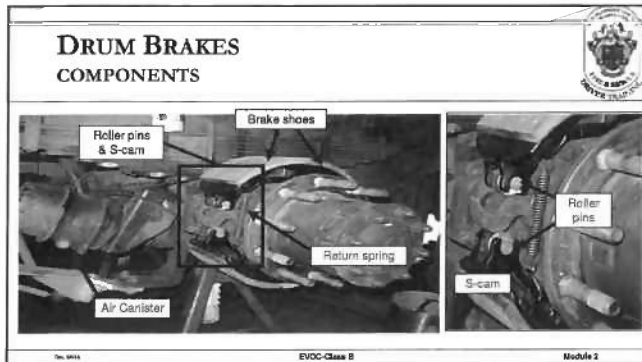 DRUM BRAKES
COMPONENTS
Roller pins
& S-cam
Brake shoes
Return spring
Air Canister
Roller
pins
S-cam
EVOC-Class B
Module 2